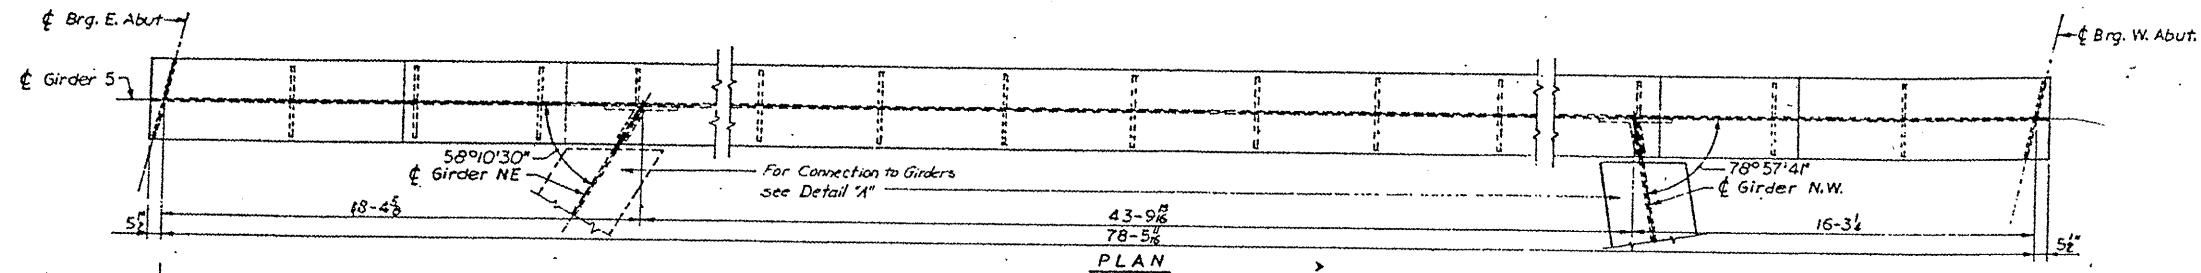 ℄ Brg. E. Abut.
℄ Brg. W. Abut.
℄ Girder 5
58°10'30"
℄ Girder NE
For Connection to Girders
see Detail "A"
78°57'41"
℄ Girder N.W.
18-4⅝
43-9 13/16
16-3¼
5½"
78-5 11/16
5½"
PLAN